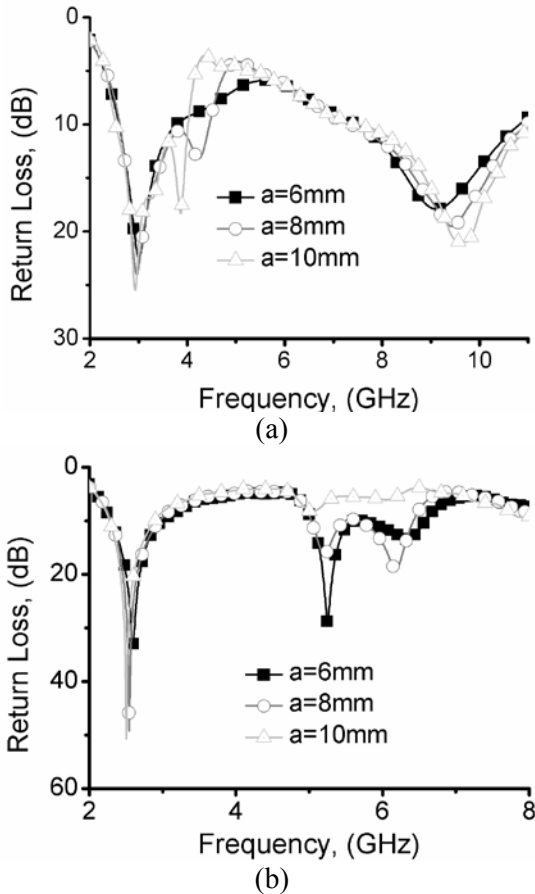 0
10
20
30
Return Loss, (dB)
a=6mm
a=8mm
a=10mm
2 4 6 8 10
Frequency, (GHz)
(a)
0
20
40
60
Return Loss, (dB)
a=6mm
a=8mm
a=10mm
2 4 6 8
Frequency, (GHz)
(b)